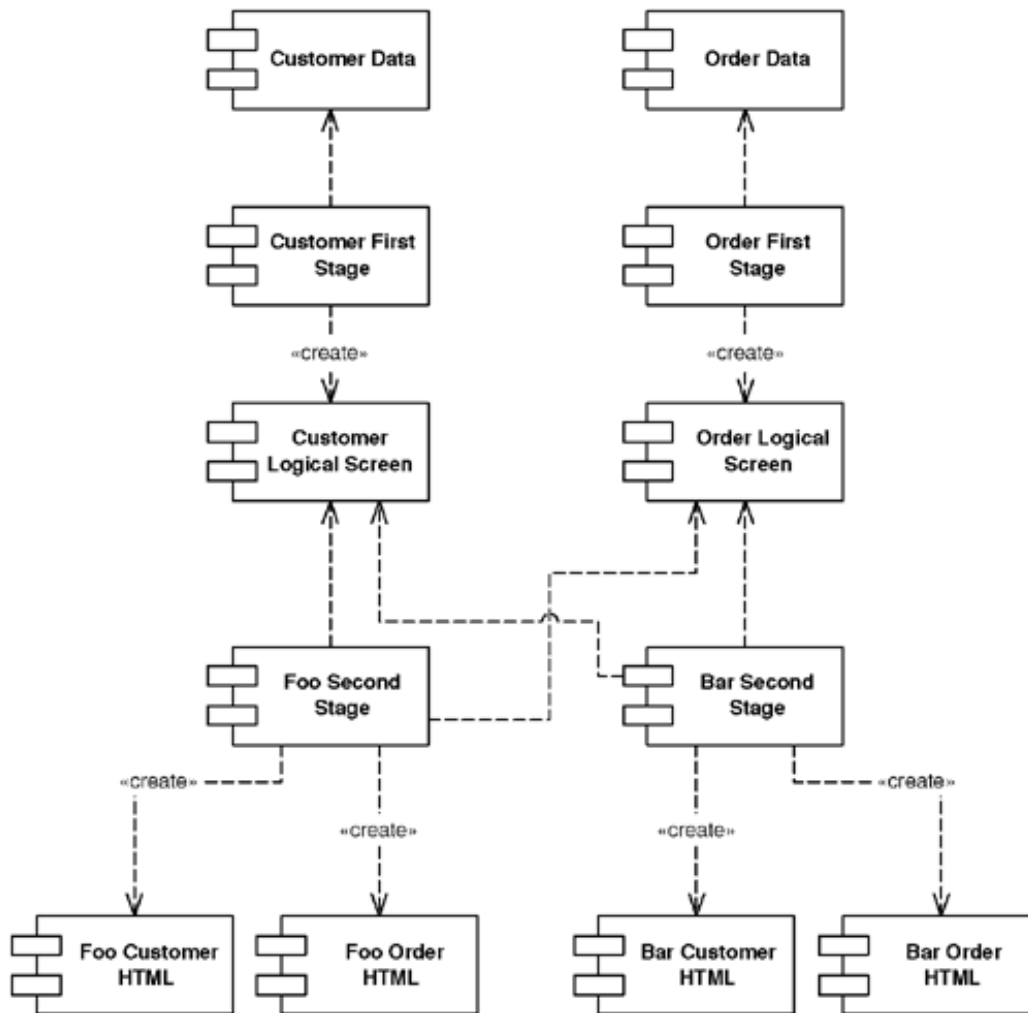 Customer Data
Order Data
Customer First
Stage
Order First
Stage
«create»
«create»
Customer
Logical Screen
Order Logical
Screen
Foo Second
Stage
Bar Second
Stage
«create»
«create»
«create»
«create»
Foo Customer
HTML
Foo Order
HTML
Bar Customer
HTML
Bar Order
HTML